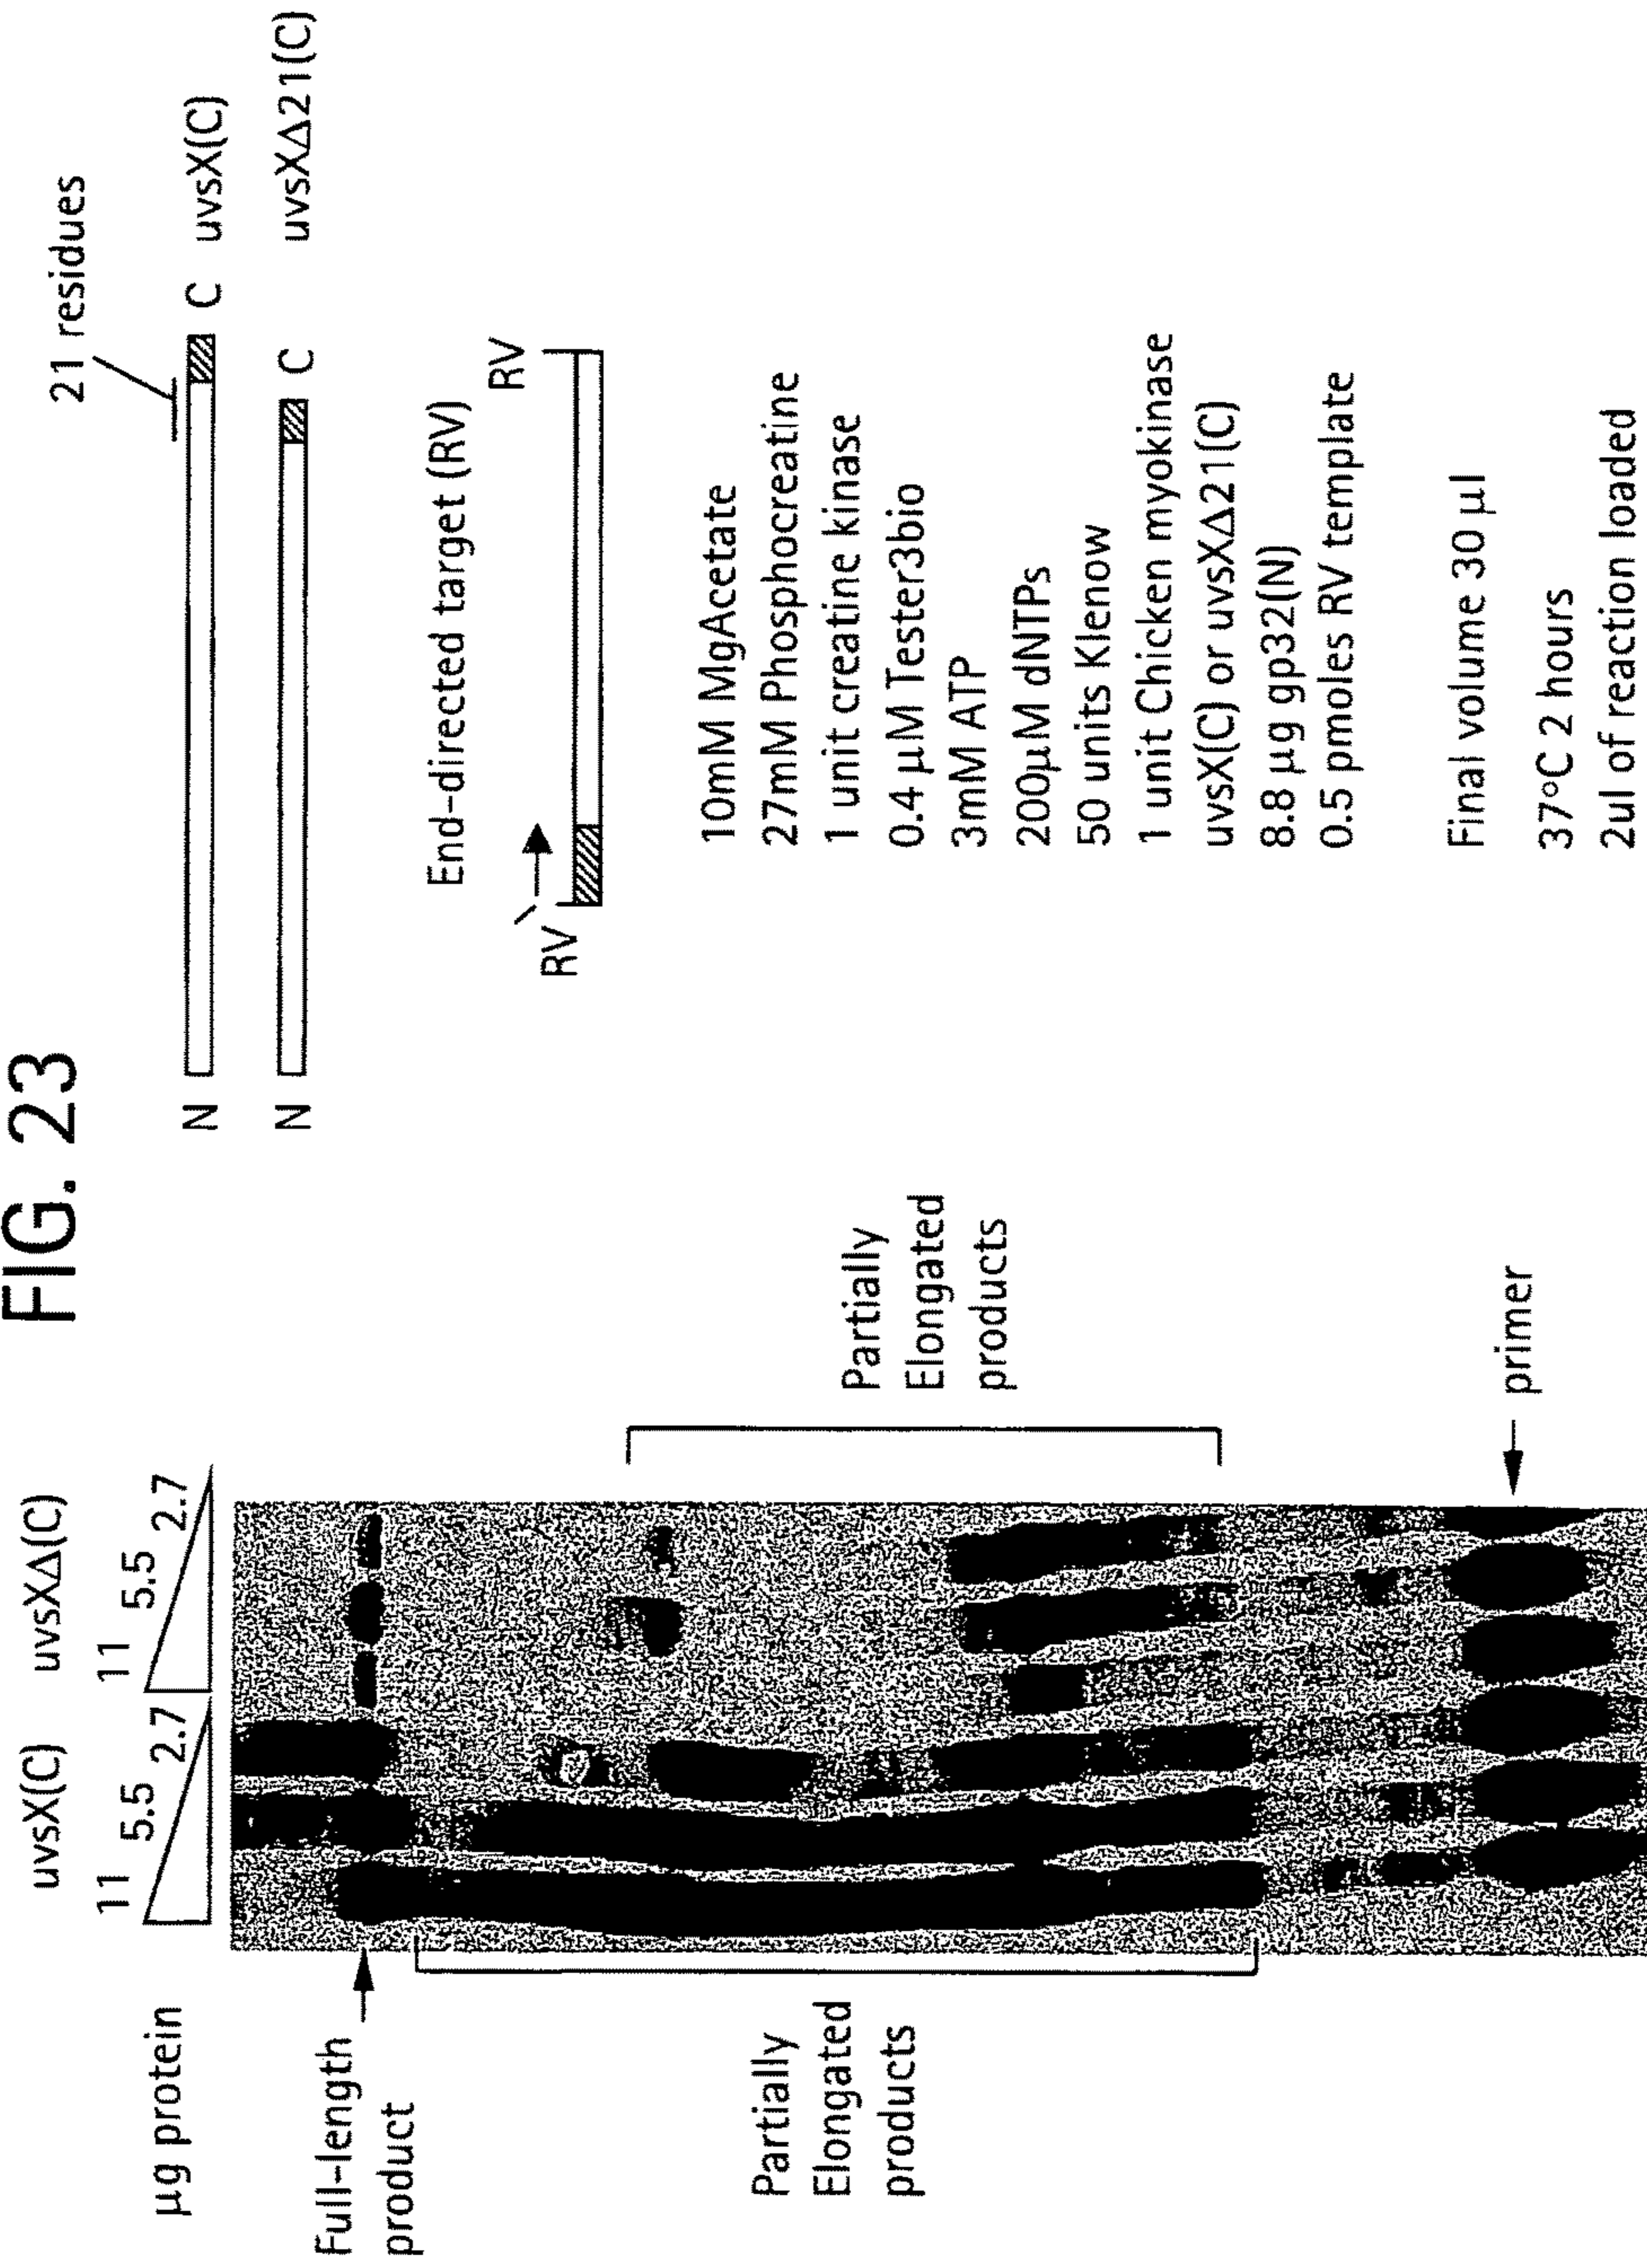 FIG. 23
uvsX(C)
uvsXΔ(C)
µg protein
11
5.5
2.7
11
5.5
2.7
Full-length
product
Partially
Elongated
products
Partially
Elongated
products
primer
21 residues
N
C
uvsX(C)
N
C
uvsXΔ21(C)
End-directed target (RV)
RV
RV
10mM MgAcetate
27mM Phosphocreatine
1 unit creatine kinase
0.4 µM Tester3bio
3mM ATP
200µM dNTPs
50 units Klenow
1 unit Chicken myokinase
uvsX(C) or uvsXΔ21(C)
8.8 µg gp32(N)
0.5 pmoles RV template
Final volume 30 µl
37°C 2 hours
2ul of reaction loaded